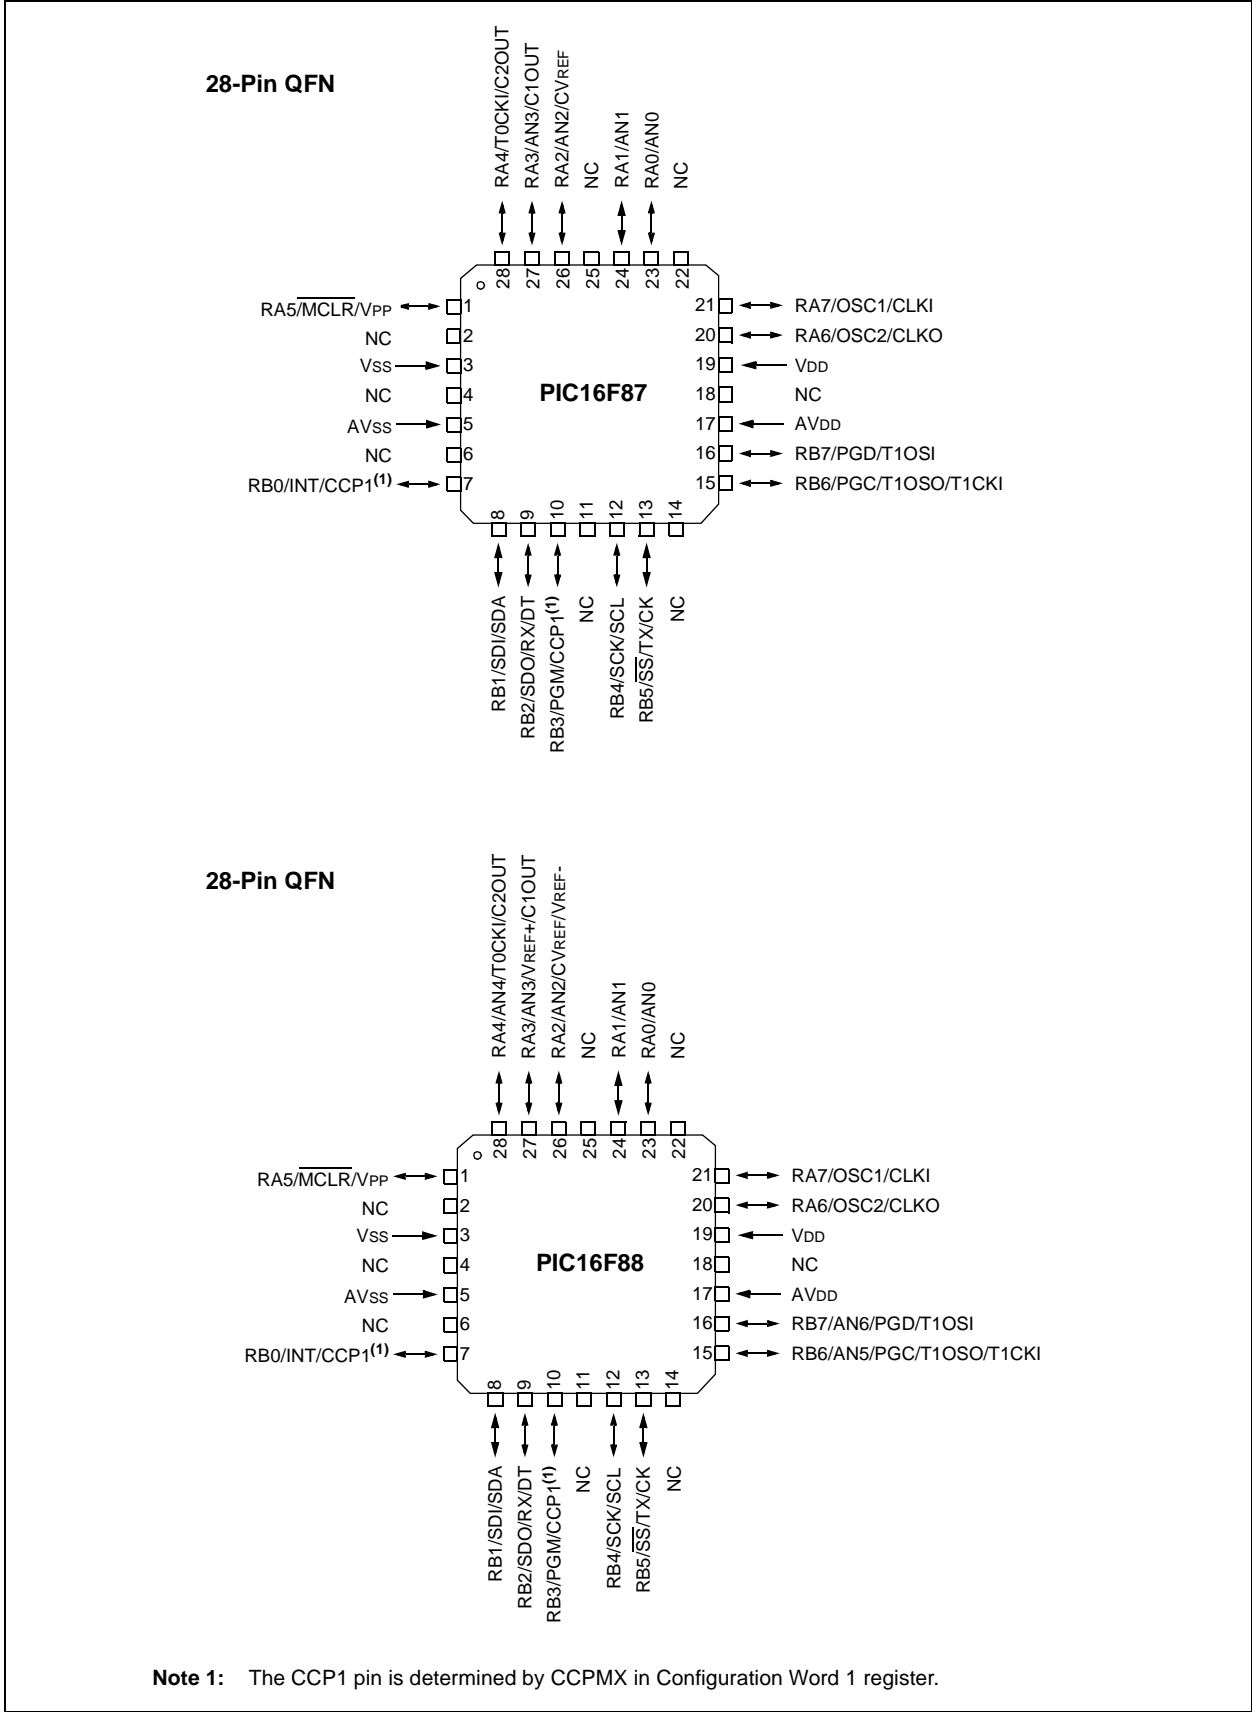 28-Pin QFN
RA4/T0CKI/C2OUT
RA3/AN3/C1OUT
RA2/AN2/CVREF
NC
RA1/AN1
RA0/AN0
NC
28
27
26
25
24
23
22
RA5/MCLR/VPP 1
NC 2
VSS 3
NC 4
AVSS 5
NC 6
RB0/INT/CCP1(1) 7
PIC16F87
21 RA7/OSC1/CLKI
20 RA6/OSC2/CLKO
19 VDD
18 NC
17 AVDD
16 RB7/PGD/T1OSI
15 RB6/PGC/T1OSO/T1CKI
8
9
10
11
12
13
14
RB1/SDI/SDA
RB2/SDO/RX/DT
RB3/PGM/CCP1(1)
NC
RB4/SCK/SCL
RB5/SS/TX/CK
NC
28-Pin QFN
RA4/AN4/T0CKI/C2OUT
RA3/AN3/VREF+/C1OUT
RA2/AN2/CVREF/VREF-
NC
RA1/AN1
RA0/AN0
NC
28
27
26
25
24
23
22
RA5/MCLR/VPP 1
NC 2
VSS 3
NC 4
AVSS 5
NC 6
RB0/INT/CCP1(1) 7
PIC16F88
21 RA7/OSC1/CLKI
20 RA6/OSC2/CLKO
19 VDD
18 NC
17 AVDD
16 RB7/AN6/PGD/T1OSI
15 RB6/AN5/PGC/T1OSO/T1CKI
8
9
10
11
12
13
14
RB1/SDI/SDA
RB2/SDO/RX/DT
RB3/PGM/CCP1(1)
NC
RB4/SCK/SCL
RB5/SS/TX/CK
NC
Note 1: The CCP1 pin is determined by CCPMX in Configuration Word 1 register.